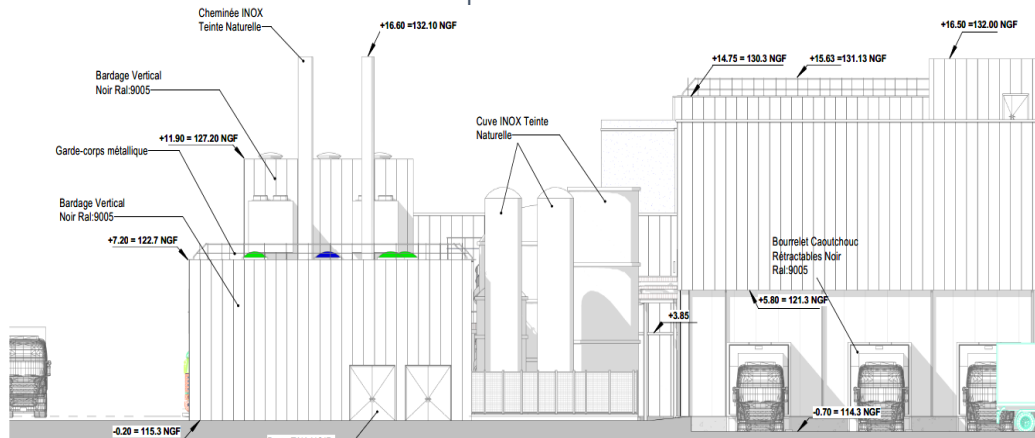 Cheminée INOX
Teinte Naturelle
+16.60 =132.10 NGF
+16.50 =132.00 NGF
+14.75 = 130.3 NGF
+15.63 =131.13 NGF
Bardage Vertical
Noir Ral:9005
Cuve INOX Teinte
Naturelle
+11.90 = 127.20 NGF
Garde-corps métallique
Bardage Vertical
Noir Ral:9005
+7.20 = 122.7 NGF
Bourrelet Caoutchouc
Rétractables Noir
Ral:9005
+5.80 = 121.3 NGF
+3.85
-0.70 = 114.3 NGF
-0.20 = 115.3 NGF